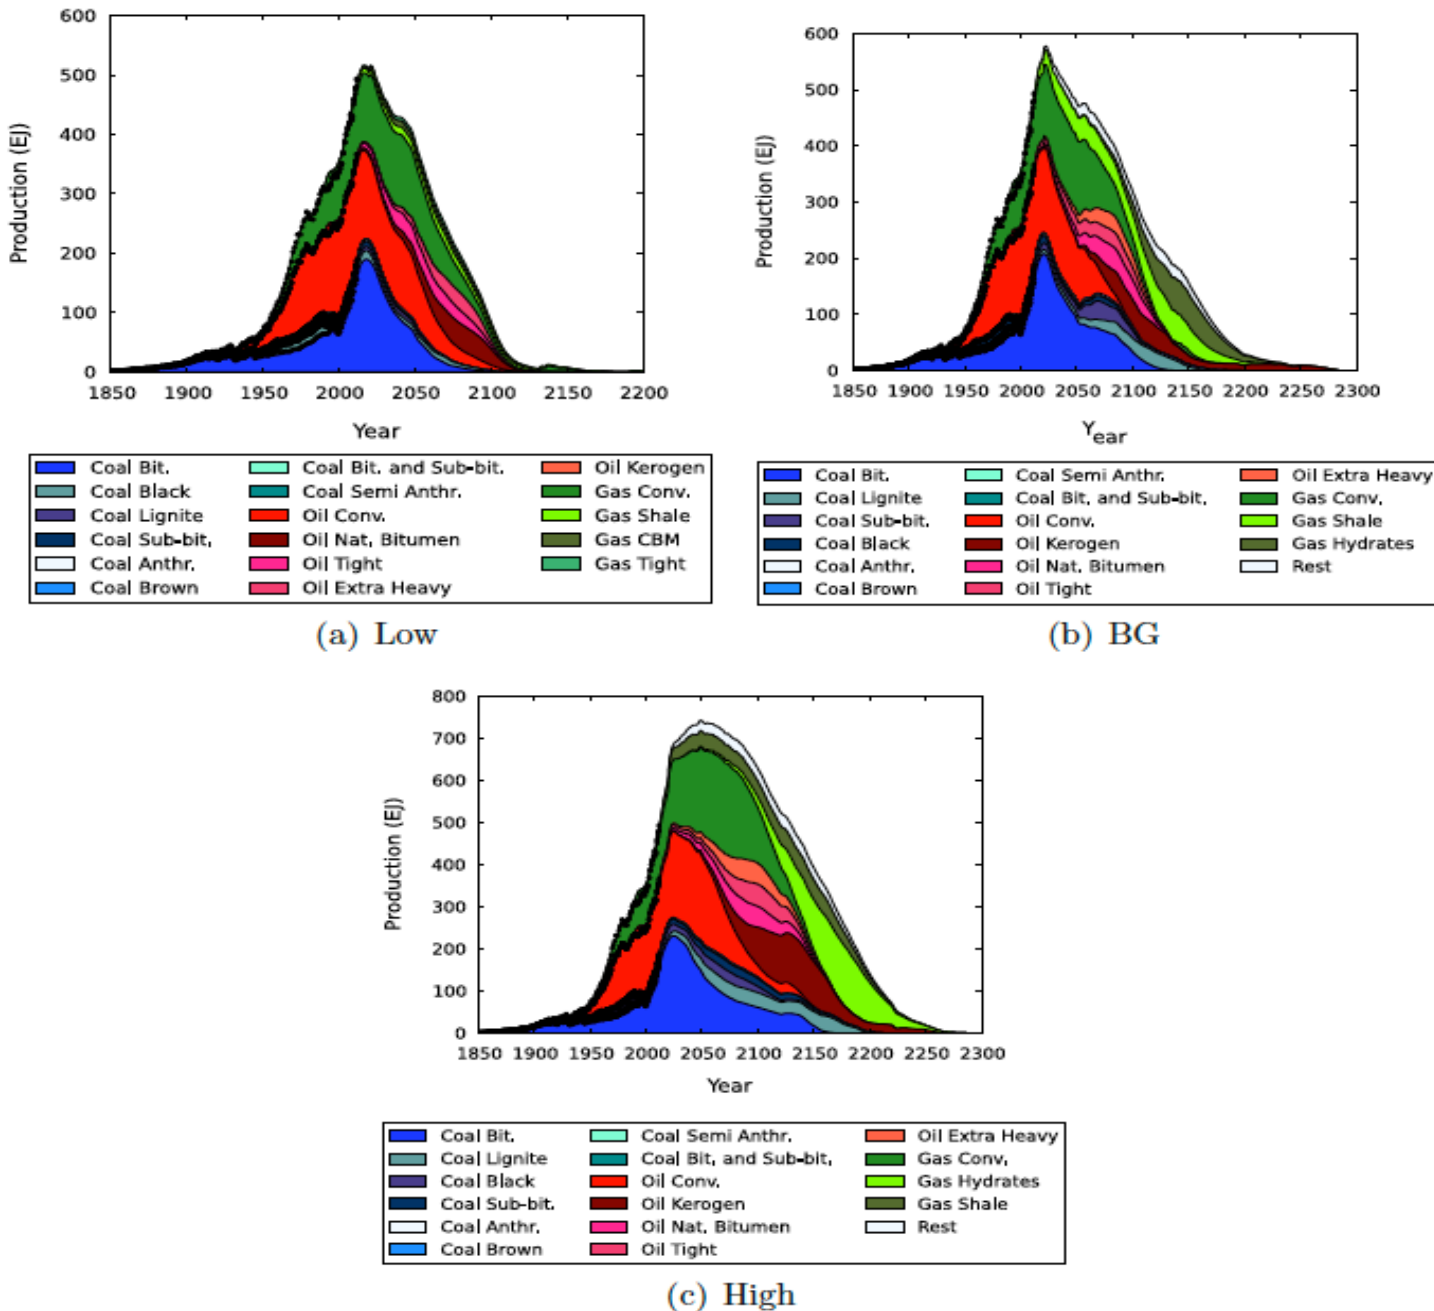 600
500
400
300
200
100
0
Production (EJ)
1850 1900 1950 2000 2050 2100 2150 2200
Year
Coal Bit. Coal Bit. and Sub-bit. Oil Kerogen
Coal Black Coal Semi Anthr. Gas Conv.
Coal Lignite Oil Conv. Gas Shale
Coal Sub-bit. Oil Nat. Bitumen Gas CBM
Coal Anthr. Oil Tight Gas Tight
Coal Brown Oil Extra Heavy
(a) Low
600
500
400
300
200
100
0
Production (EJ)
1850 1900 1950 2000 2050 2100 2150 2200 2250 2300
Year
Coal Bit. Coal Semi Anthr. Oil Extra Heavy
Coal Lignite Coal Bit. and Sub-bit. Gas Conv.
Coal Sub-bit. Oil Conv. Gas Shale
Coal Black Oil Kerogen Gas Hydrates
Coal Anthr. Oil Nat. Bitumen Rest
Coal Brown Oil Tight
(b) BG
800
700
600
500
400
300
200
100
0
Production (EJ)
1850 1900 1950 2000 2050 2100 2150 2200 2250 2300
Year
Coal Bit. Coal Semi Anthr. Oil Extra Heavy
Coal Lignite Coal Bit. and Sub-bit. Gas Conv.
Coal Black Oil Conv. Gas Hydrates
Coal Sub-bit. Oil Kerogen Gas Shale
Coal Anthr. Oil Nat. Bitumen Rest
Coal Brown Oil Tight
(c) High